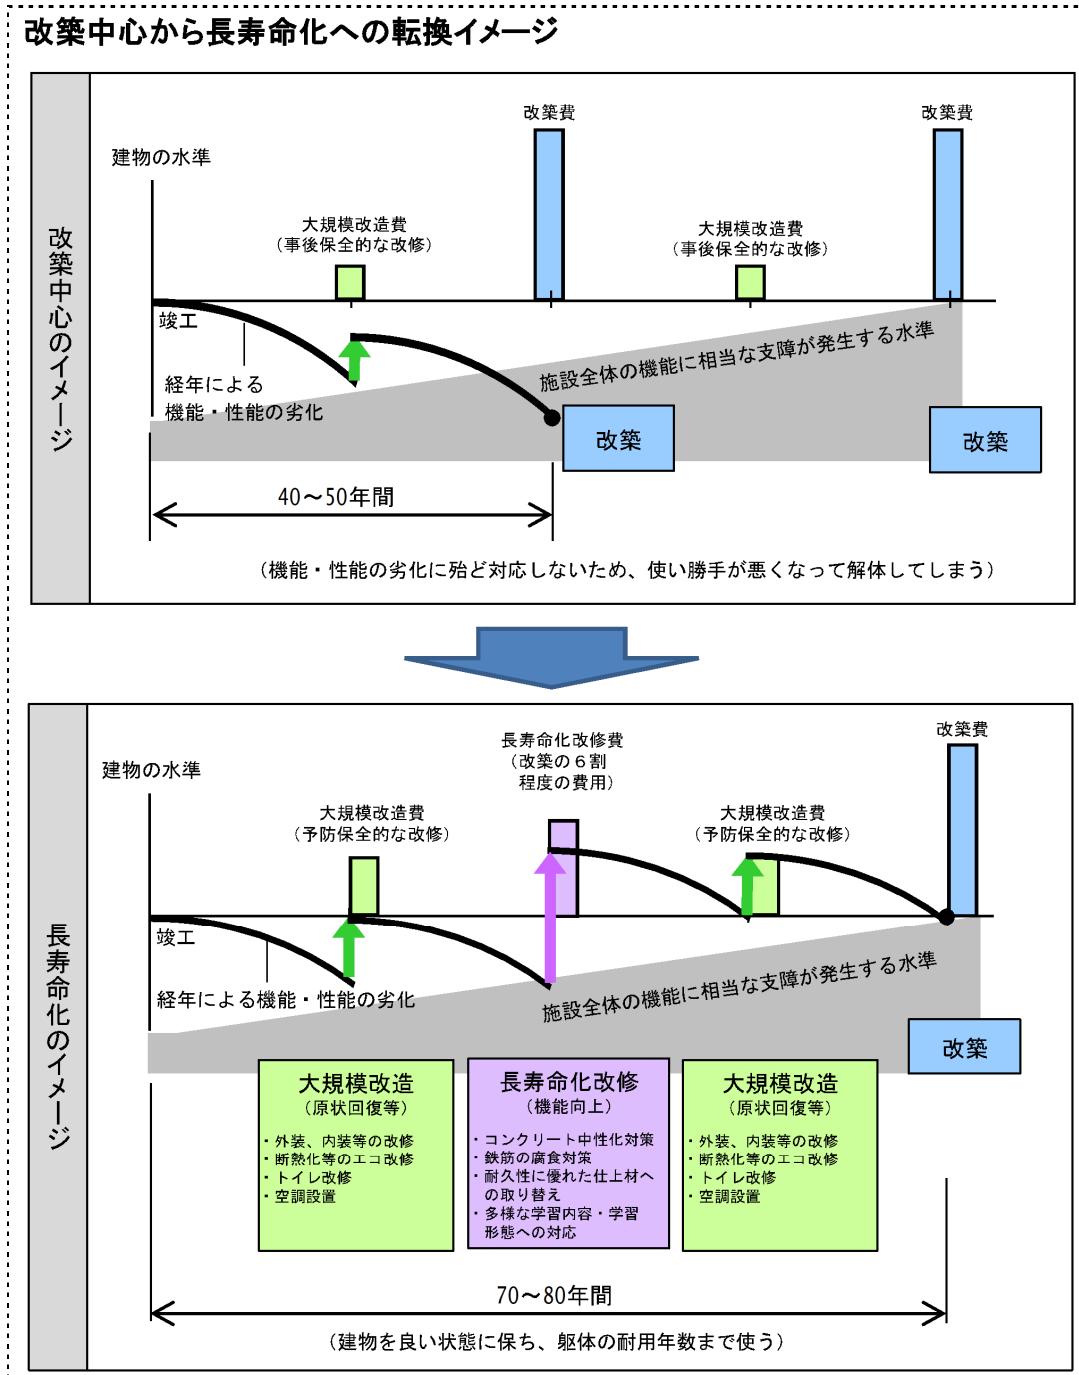 改築中心から長寿命化への転換イメージ
改築中心のイメージ
改築費
改築費
建物の水準
大規模改造費
（事後保全的な改修）
大規模改造費
（事後保全的な改修）
竣工
経年による
機能・性能の劣化
施設全体の機能に相当な支障が発生する水準
改築
改築
40～50年間
（機能・性能の劣化に殆ど対応しないため、使い勝手が悪くなって解体してしまう）
長寿命化のイメージ
改築費
長寿命化改修費
（改築の６割
程度の費用）
建物の水準
大規模改造費
（予防保全的な改修）
大規模改造費
（予防保全的な改修）
竣工
経年による機能・性能の劣化
施設全体の機能に相当な支障が発生する水準
改築
大規模改造
（原状回復等）
・外装、内装等の改修
・断熱化等のエコ改修
・トイレ改修
・空調設置
長寿命化改修
（機能向上）
・コンクリート中性化対策
・鉄筋の腐食対策
・耐久性に優れた仕上材へ
の取り替え
・多様な学習内容・学習
形態への対応
大規模改造
（原状回復等）
・外装、内装等の改修
・断熱化等のエコ改修
・トイレ改修
・空調設置
70～80年間
（建物を良い状態に保ち、躯体の耐用年数まで使う）